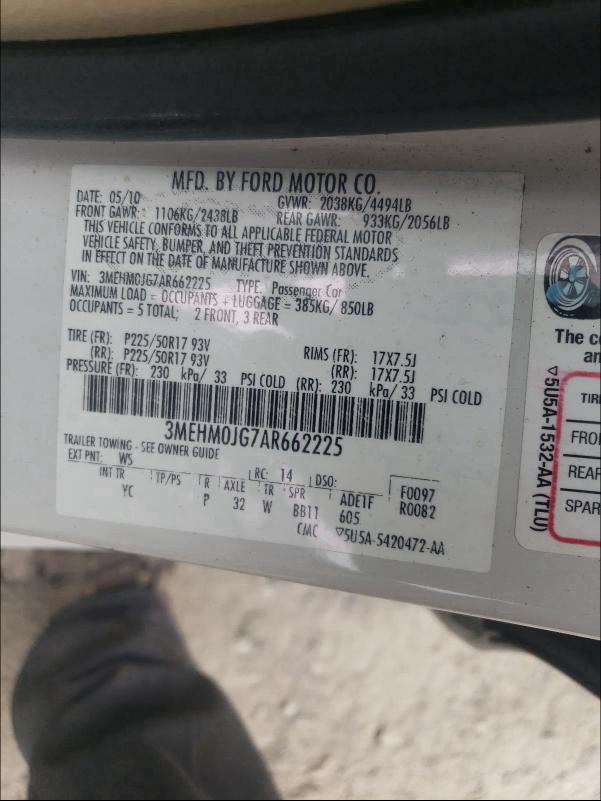 MFD. BY FORD MOTOR CO.
DATE: 05/10 GVWR: 2038KG/4494LB
FRONT GAWR: 1106KG/2438LB REAR GAWR: 933KG/2056LB
THIS VEHICLE CONFORMS TO ALL APPLICABLE FEDERAL MOTOR
VEHICLE SAFETY, BUMPER, AND THEFT PREVENTION STANDARDS
IN EFFECT ON THE DATE OF MANUFACTURE SHOWN ABOVE.
VIN: 3MEHM0JG7AR662225 TYPE: Passenger Car
MAXIMUM LOAD = OCCUPANTS + LUGGAGE = 385KG/850LB
OCCUPANTS = 5 TOTAL; 2 FRONT, 3 REAR
TIRE (FR): P225/50R17 93V RIMS (FR): 17X7.5J
(RR): P225/50R17 93V (RR): 17X7.5J
PRESSURE (FR): 230 kPa/ 33 PSI COLD (RR): 230 kPa/ 33 PSI COLD
3MEHM0JG7AR662225
TRAILER TOWING - SEE OWNER GUIDE
EXT PNT: WS RC: 14 DSO: F0097
INT TR TP/PS R AXLE TR SPR ADE1F R0082
YC P 32 W BB11 605
CMC ▽5U5A-5420472-AA
The c
an
▽5U5A-1532-AA (TL0)
TIR
FRO
REAR
SPAR